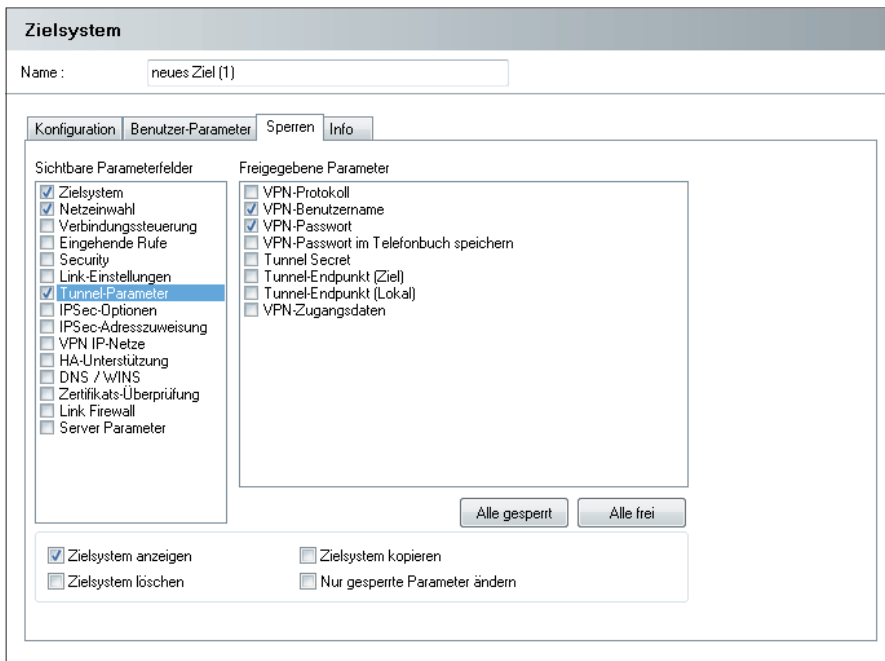 Zielsystem
Name :
neues Ziel (1)
Konfiguration
Benutzer-Parameter
Sperren
Info
Sichtbare Parameterfelder
Zielsystem
Netzeinwahl
Verbindungssteuerung
Eingehende Rufe
Security
Link-Einstellungen
Tunnel-Parameter
IPSec-Optionen
IPSec-Adresszuweisung
VPN IP-Netze
HA-Unterstützung
DNS / WINS
Zertifikats-Überprüfung
Link Firewall
Server Parameter
Freigegebene Parameter
VPN-Protokoll
VPN-Benutzername
VPN-Passwort
VPN-Passwort im Telefonbuch speichern
Tunnel Secret
Tunnel-Endpunkt (Ziel)
Tunnel-Endpunkt (Lokal)
VPN-Zugangsdaten
Alle gesperrt
Alle frei
Zielsystem anzeigen
Zielsystem kopieren
Zielsystem löschen
Nur gesperrte Parameter ändern